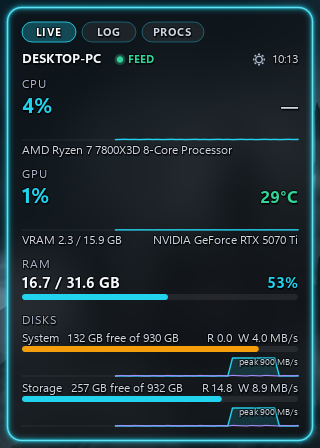 LIVE LOG PROCS
DESKTOP-PC FEED 10:13
CPU
4% —
AMD Ryzen 7 7800X3D 8-Core Processor
GPU
1% 29°C
VRAM 2.3 / 15.9 GB NVIDIA GeForce RTX 5070 Ti
RAM
16.7 / 31.6 GB 53%
DISKS
System 132 GB free of 930 GB R 0.0 W 4.0 MB/s
peak 900 MB/s
Storage 257 GB free of 932 GB R 14.8 W 8.9 MB/s
peak 900 MB/s